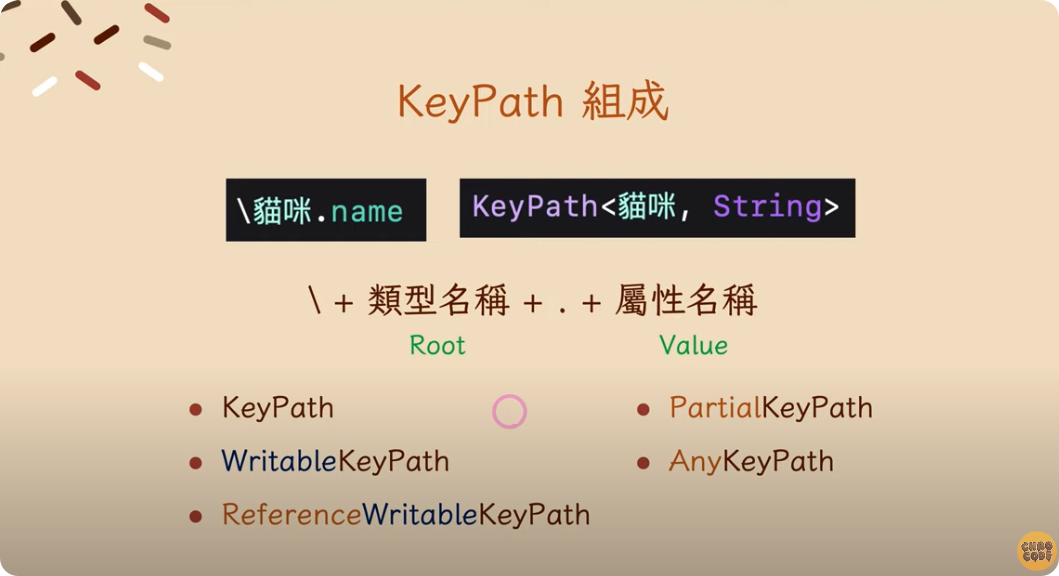 KeyPath 組成
\貓咪.name
KeyPath<貓咪, String>
\ + 類型名稱 + . + 屬性名稱
Root
Value
KeyPath
WritableKeyPath
ReferenceWritableKeyPath
PartialKeyPath
AnyKeyPath
CHAO
CODE